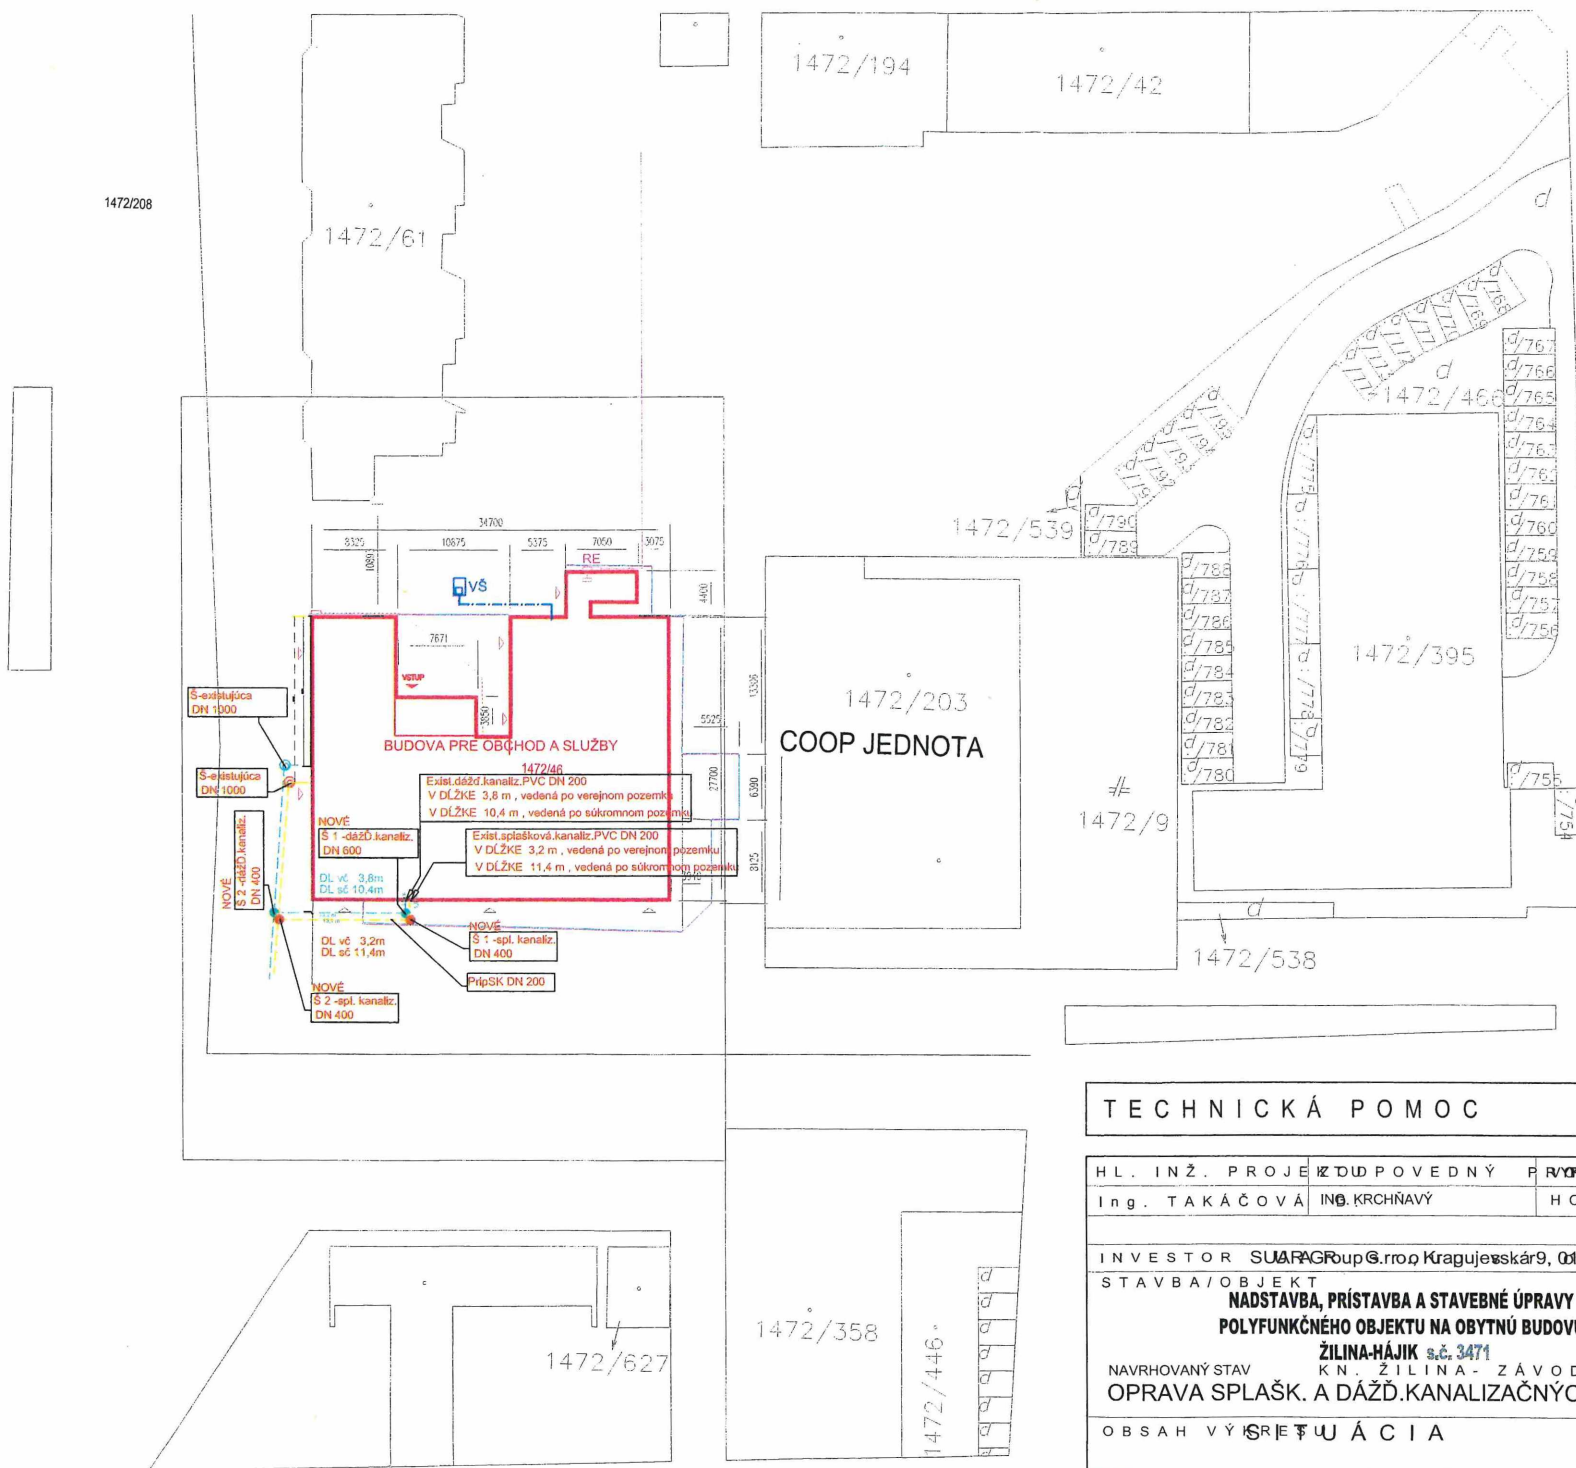 1472/194
1472/42
1472/208
1472/61
d
d/767
d/766
d/765
d/764
d/763
d/760
d/759
d/758
d/757
d/756
d
1472/466
1472/539
d/790
d/789
d/788
d/787
d/786
d/785
d/784
d/783
d/782
d/781
d/780
1472/395
34700
8325
10875
5375
7050
3075
10893
RE
VŠ
4400
7671
VSTUP
3850
13386
5525
27700
6390
8125
Š-existujúca
DN 1000
Š-existujúca
DN 1000
BUDOVA PRE OBCHOD A SLUŽBY
1472/46
Exist.dážď.kanaliz.PVC DN 200
V DĹŽKE 3,8 m , vedená po verejnom pozemku
V DĹŽKE 10,4 m , vedená po súkromnom pozemku
NOVÉ
Š 1 -dážĎ.kanaliz.
DN 600
Exist.splašková.kanaliz.PVC DN 200
V DĹŽKE 3,2 m , vedená po verejnom pozemku
V DĹŽKE 11,4 m , vedená po súkromnom pozemku
NOVÉ
Š 2 -dážĎ.kanaliz.
DN 400
DL vč 3,8m
DL sč 10,4m
DL vč 3,2m
DL sč 11,4m
NOVÉ
Š 1 -spl. kanaliz.
DN 400
PripSK DN 200
NOVÉ
Š 2 -spl. kanaliz.
DN 400
1472/203
COOP JEDNOTA
1472/9
d/755
d
1472/538
1472/627
1472/358
1472/446
d
d
d
d
d
d
d
TECHNICKÁ POMOC
HL. INŽ. PROJEKTU
ZODPOVEDNÝ
Ing. TAKÁČOVÁ
ING. KRCHŇAVÝ
INVESTOR
STAVBA/OBJEKT
NADSTAVBA, PRÍSTAVBA A STAVEBNÉ ÚPRAVY
POLYFUNKČNÉHO OBJEKTU NA OBYTNÚ BUDOVU
ŽILINA-HÁJIK s.č. 3471
NAVRHOVANÝ STAV KN. ŽILINA- ZÁVOD
OPRAVA SPLAŠK. A DÁŽĎ.KANALIZAČNÝC
OBSAH VÝKRESU
SITUÁCIA